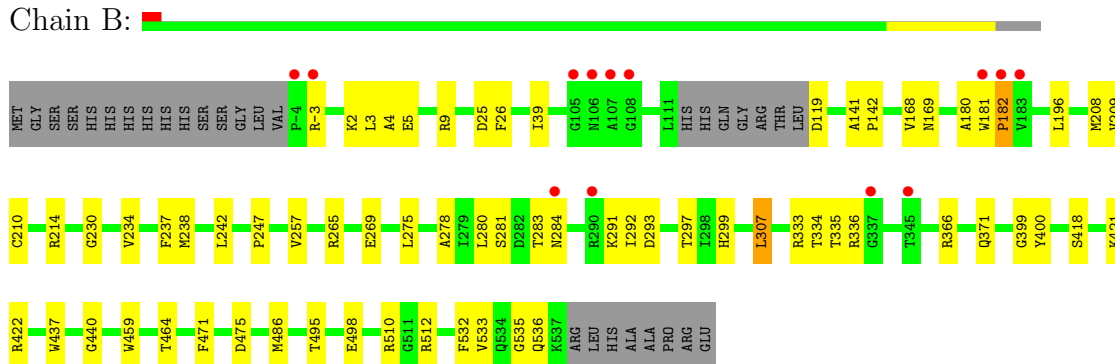 Chain B:
MET GLY SER SER HIS HIS HIS HIS HIS HIS SER SER GLY LEU VAL P-4 R-3 K2 L3 A4 E5 R9 D25 F26 I39 G105 N106 A107 G108 L111 HIS HIS GLN GLY ARG THR LEU D119 A141 P142 V168 N169 A180 W181 P182 V183 L196 M208 V209
C210 R214 G230 V234 F237 M238 L242 P247 V257 R265 E269 L275 A278 I279 L280 S281 D282 T283 N284 R290 K291 I292 D293 T297 I298 H299 L307 R333 T334 T335 R336 G337 T345 R366 Q371 G399 Y400 S418 K421
R422 W437 G440 W459 T464 F471 D475 M486 T495 E498 R510 G511 R512 F532 V533 Q534 G535 Q536 K537 ARG LEU HIS ALA ALA PRO ARG GLU